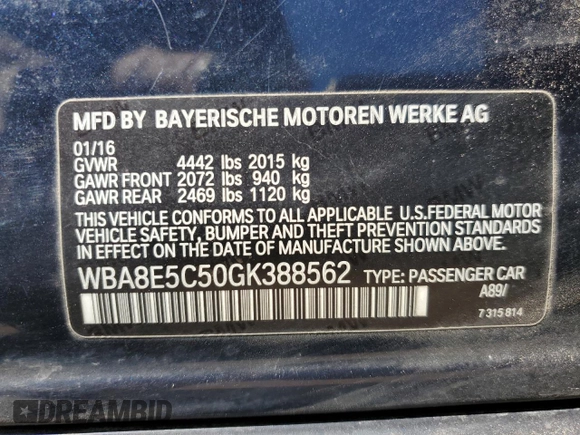 MFD BY BAYERISCHE MOTOREN WERKE AG
01/16
GVWR 4442 lbs 2015 kg
GAWR FRONT 2072 lbs 940 kg
GAWR REAR 2469 lbs 1120 kg
THIS VEHICLE CONFORMS TO ALL APPLICABLE U.S.FEDERAL MOTOR
VEHICLE SAFETY, BUMPER AND THEFT PREVENTION STANDARDS
IN EFFECT ON THE DATE OF MANUFACTURE SHOWN ABOVE.
WBA8E5C50GK388562 TYPE: PASSENGER CAR
A89/
7 315 814
DREAMBID